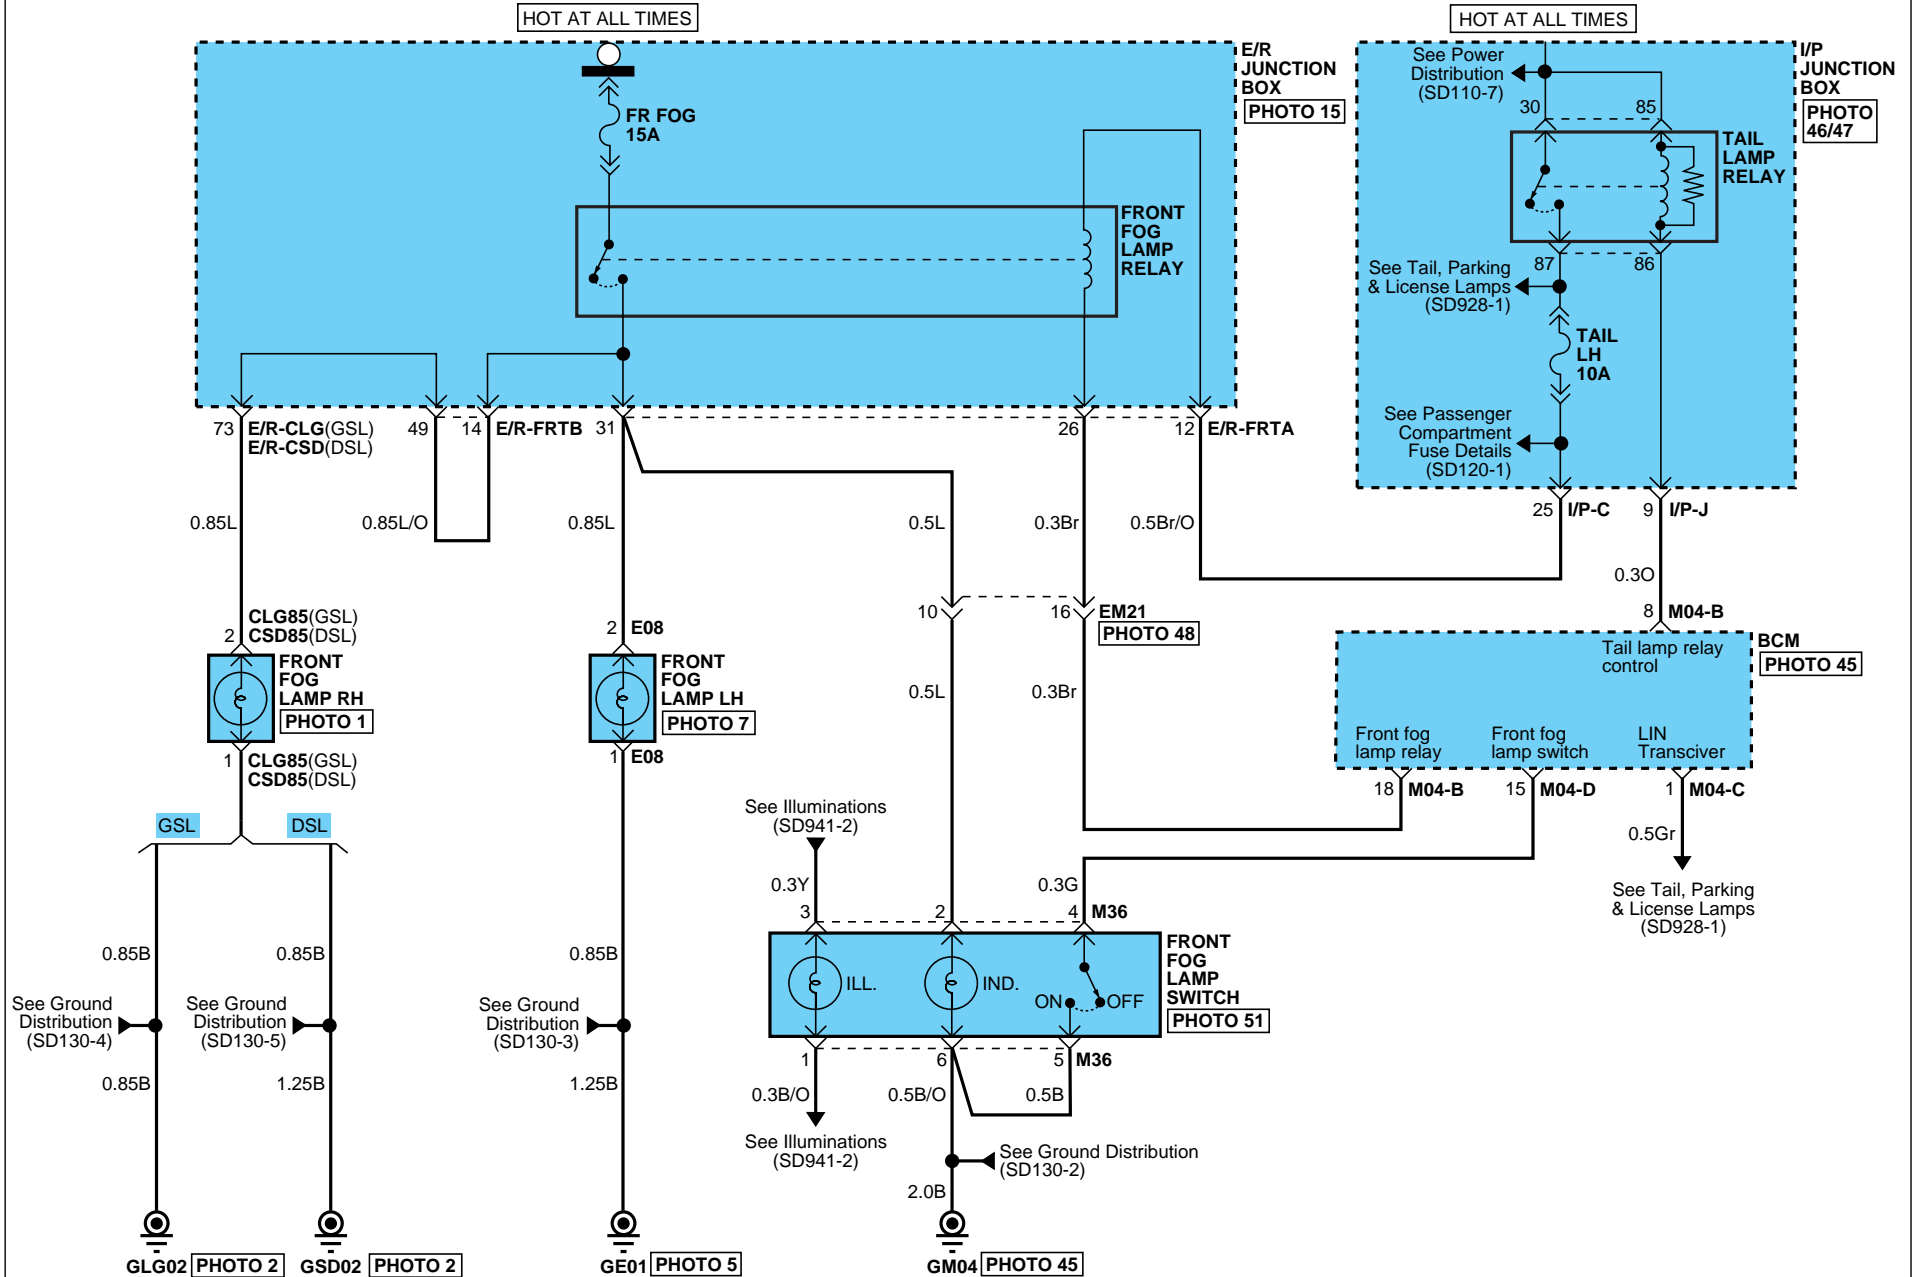 HOT AT ALL TIMES
HOT AT ALL TIMES
E/R
JUNCTION
BOX
PHOTO 15
FR FOG
15A
FRONT
FOG
LAMP
RELAY
See Power
Distribution
(SD110-7)
30
85
I/P
JUNCTION
BOX
PHOTO
46/47
TAIL
LAMP
RELAY
87
86
See Tail, Parking
& License Lamps
(SD928-1)
TAIL
LH
10A
See Passenger
Compartment
Fuse Details
(SD120-1)
73
E/R-CLG(GSL)
E/R-CSD(DSL)
49
14
E/R-FRTB
31
26
12
E/R-FRTA
25
I/P-C
9
I/P-J
0.85L
0.85L/O
0.85L
0.5L
0.3Br
0.5Br/O
0.3O
10
16
EM21
PHOTO 48
8
M04-B
CLG85(GSL)
CSD85(DSL)
2
2
E08
FRONT
FOG
LAMP RH
PHOTO 1
FRONT
FOG
LAMP LH
PHOTO 7
0.5L
0.3Br
Tail lamp relay
control
BCM
PHOTO 45
Front fog
lamp relay
Front fog
lamp switch
LIN
Transciver
1
CLG85(GSL)
CSD85(DSL)
1
E08
18
M04-B
15
M04-D
1
M04-C
GSL
DSL
See Illuminations
(SD941-2)
0.5Gr
0.3Y
0.3G
See Tail, Parking
& License Lamps
(SD928-1)
3
2
4
M36
0.85B
0.85B
0.85B
ILL.
IND.
ON
OFF
FRONT
FOG
LAMP
SWITCH
PHOTO 51
See Ground
Distribution
(SD130-4)
See Ground
Distribution
(SD130-5)
See Ground
Distribution
(SD130-3)
1
6
5
M36
0.85B
1.25B
1.25B
0.3B/O
0.5B/O
0.5B
See Illuminations
(SD941-2)
See Ground Distribution
(SD130-2)
2.0B
GLG02
PHOTO 2
GSD02
PHOTO 2
GE01
PHOTO 5
GM04
PHOTO 45